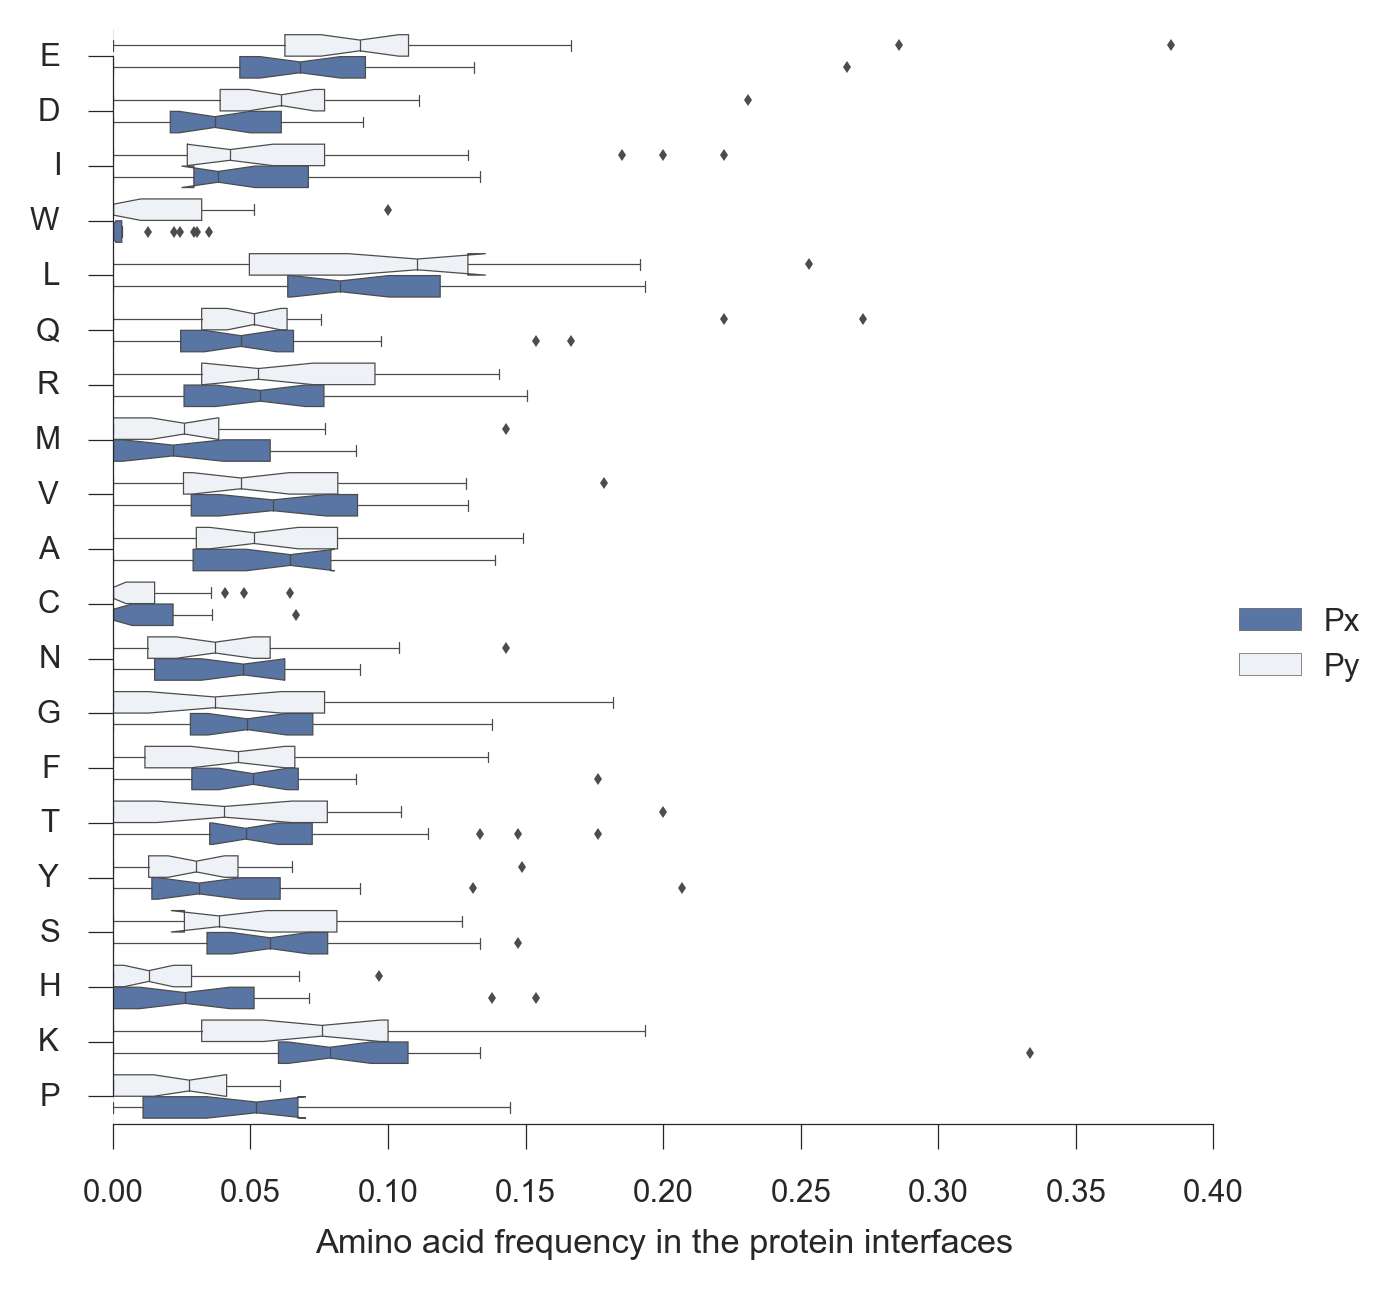 E
D
I
W
L
Q
R
M
V
A
C
N
G
F
T
Y
S
H
K
P
Px
Py
0.00 0.05 0.10 0.15 0.20 0.25 0.30 0.35 0.40
Amino acid frequency in the protein interfaces